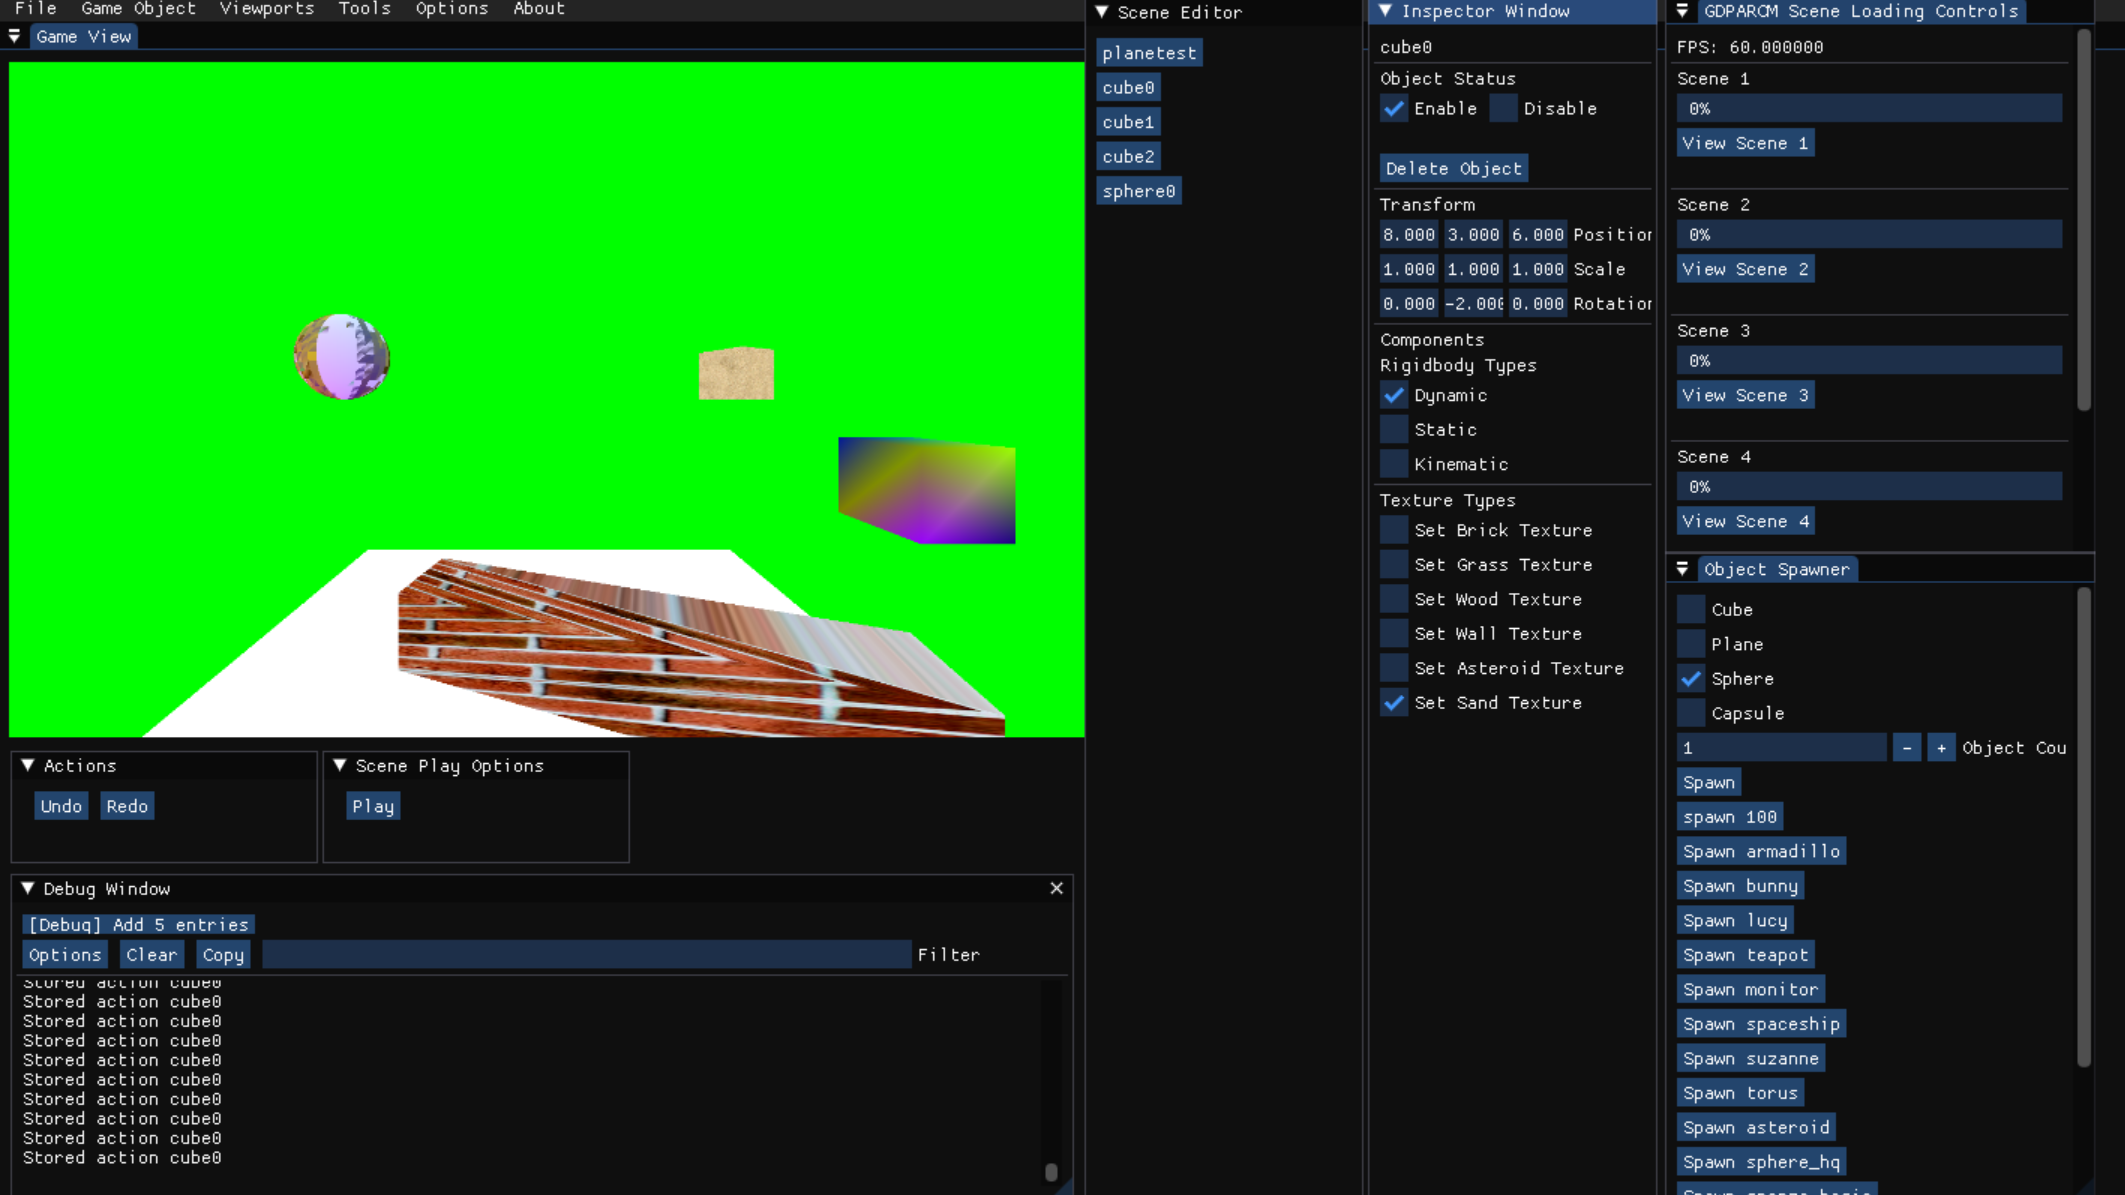 File Game Object Viewports Tools Options About
Game View
Actions
Undo Redo
Scene Play Options
Play
Debug Window
[Debug] Add 5 entries
Options Clear Copy Filter
Stored action cube0
Stored action cube0
Stored action cube0
Stored action cube0
Stored action cube0
Stored action cube0
Stored action cube0
Stored action cube0
Stored action cube0
Stored action cube0
Scene Editor
planetest
cube0
cube1
cube2
sphere0
Inspector Window
cube0
Object Status
Enable Disable
Delete Object
Transform
8.000 3.000 6.000 Position
1.000 1.000 1.000 Scale
0.000 -2.000 0.000 Rotation
Components
Rigidbody Types
Dynamic
Static
Kinematic
Texture Types
Set Brick Texture
Set Grass Texture
Set Wood Texture
Set Wall Texture
Set Asteroid Texture
Set Sand Texture
GDPARCM Scene Loading Controls
FPS: 60.000000
Scene 1
0%
View Scene 1
Scene 2
0%
View Scene 2
Scene 3
0%
View Scene 3
Scene 4
0%
View Scene 4
Object Spawner
Cube
Plane
Sphere
Capsule
1 - + Object Cou
Spawn
spawn 100
Spawn armadillo
Spawn bunny
Spawn lucy
Spawn teapot
Spawn monitor
Spawn spaceship
Spawn suzanne
Spawn torus
Spawn asteroid
Spawn sphere_hq